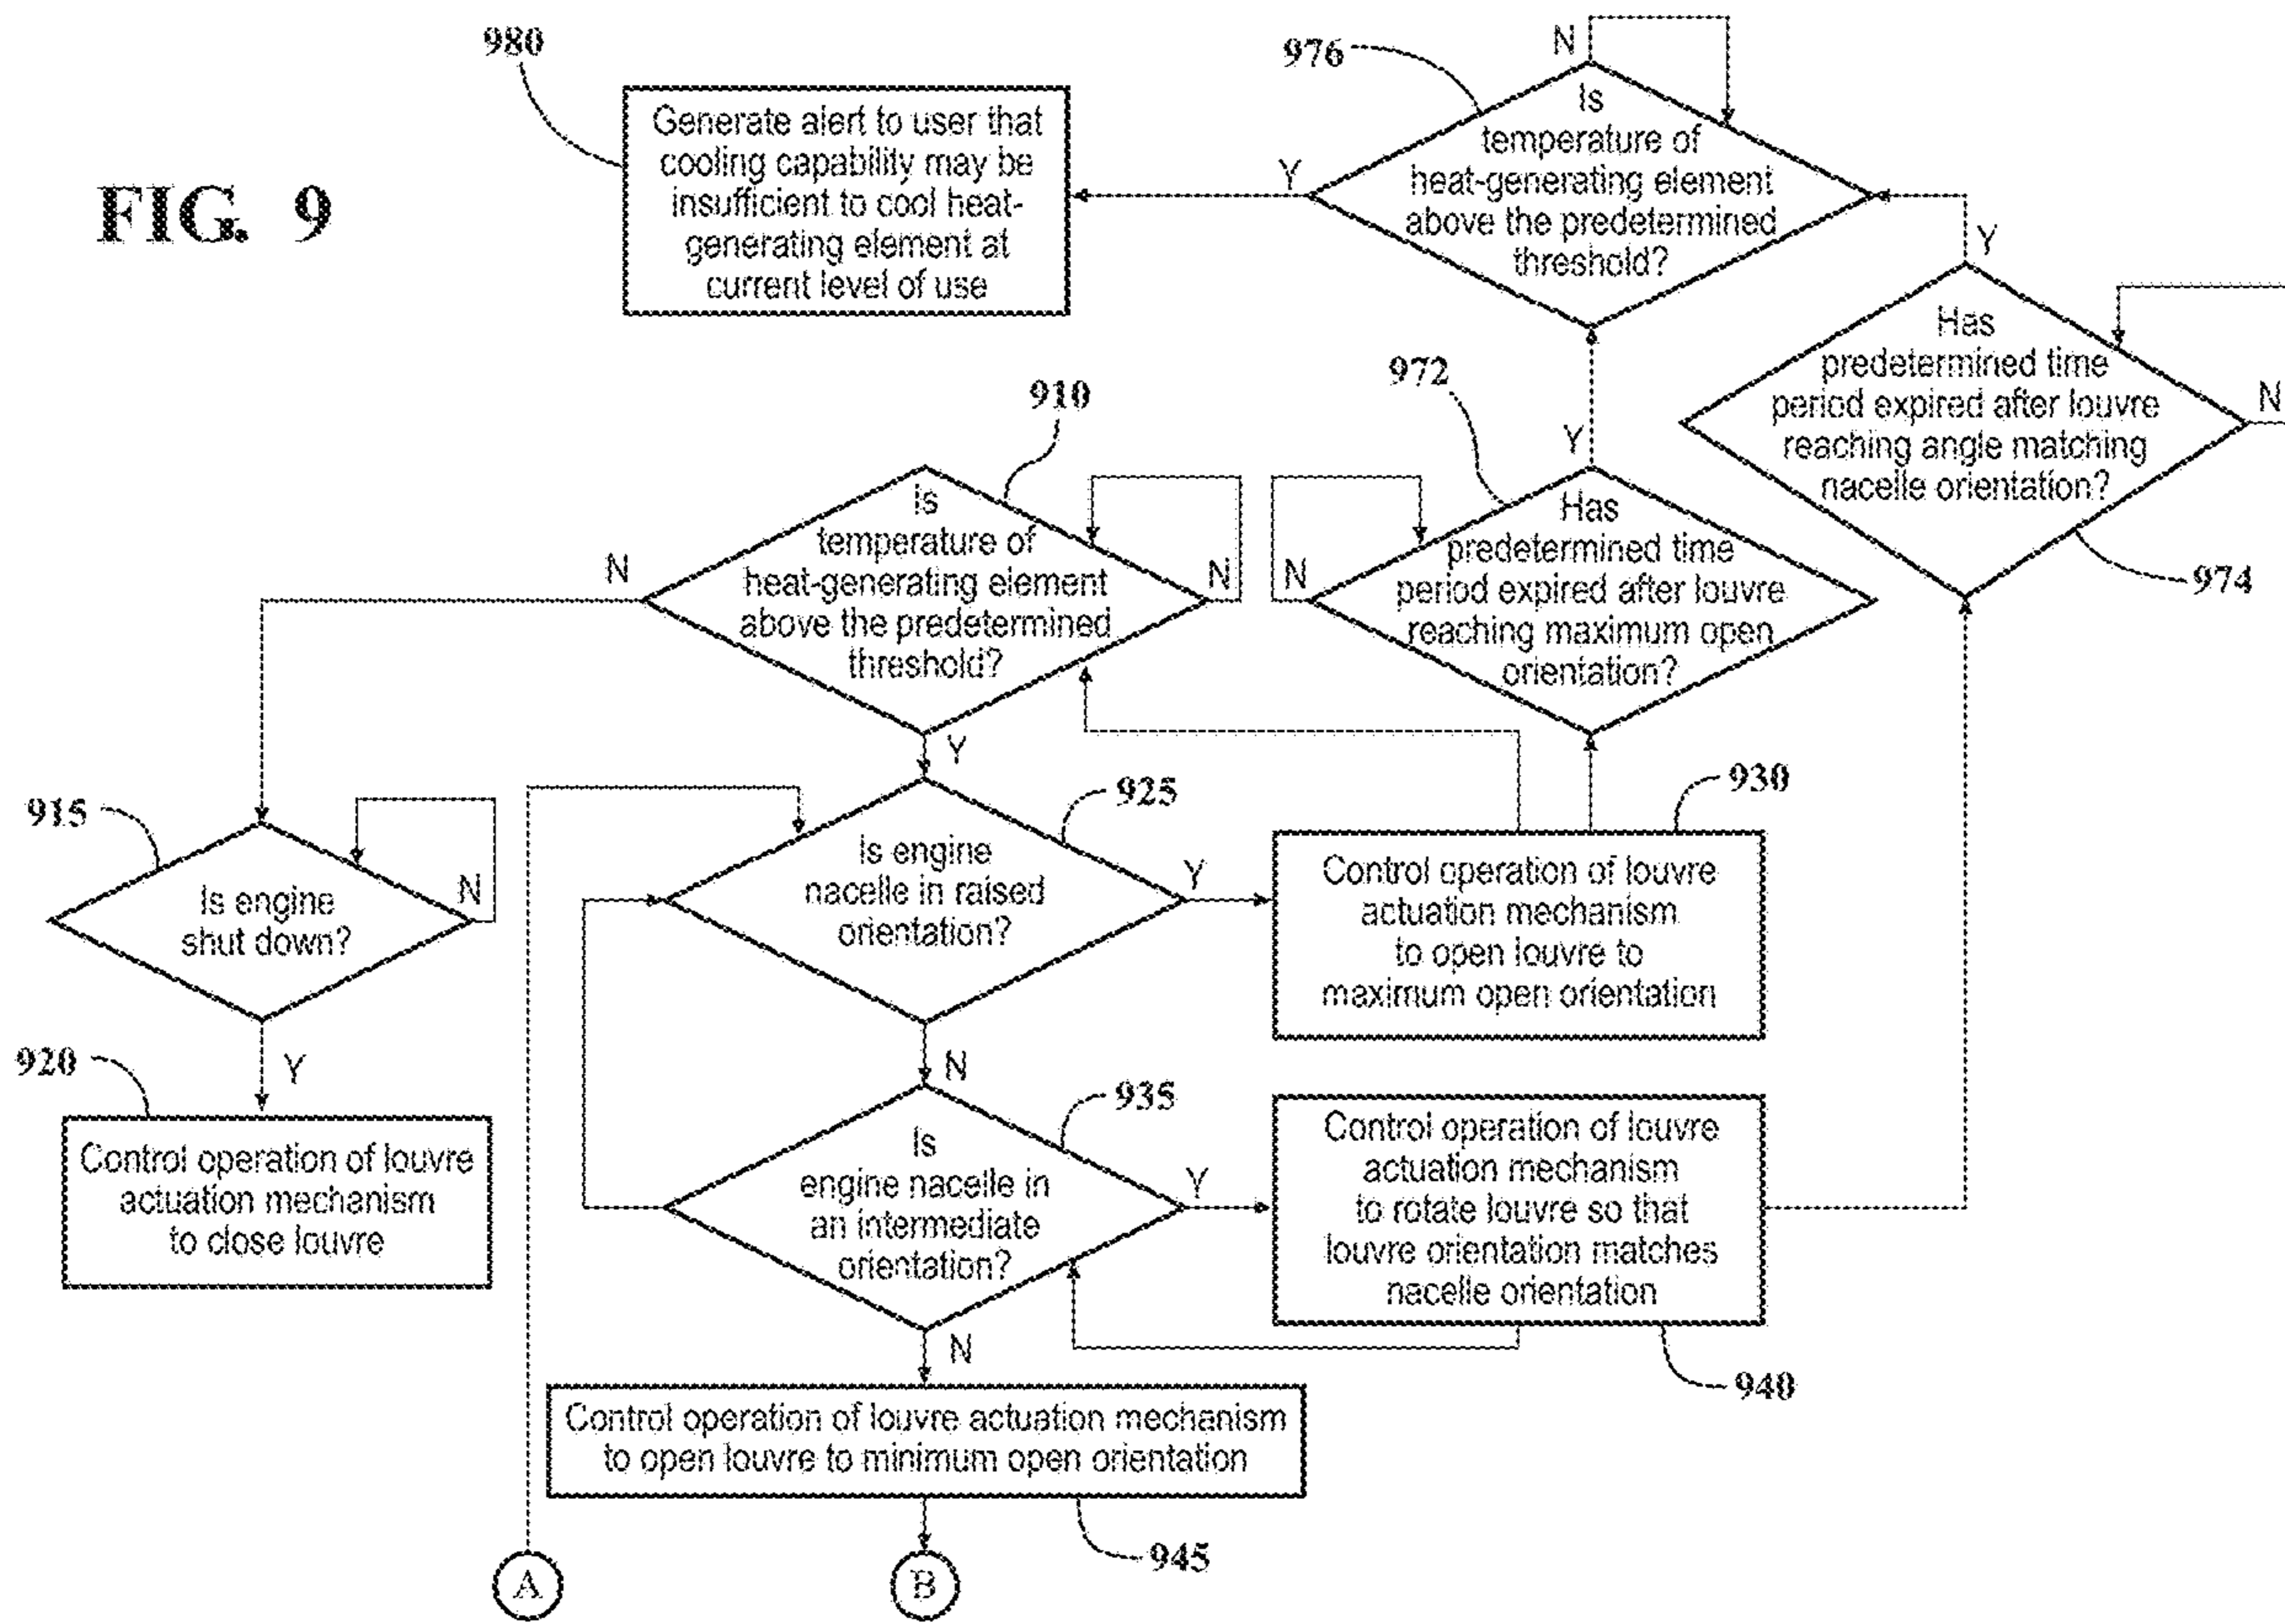 FIG. 9
980
Generate alert to user that
cooling capability may be
insufficient to cool heat-
generating element at
current level of use
976
N
Is
temperature of
heat-generating element
above the predetermined
threshold?
Y
Y
Has
predetermined time
period expired after louvre
reaching angle matching
nacelle orientation?
N
974
972
Y
Has
predetermined time
period expired after louvre
reaching maximum open
orientation?
N
910
Is
temperature of
heat-generating element
above the predetermined
threshold?
N
N
Y
915
Is engine
shut down?
N
Y
920
Control operation of louvre
actuation mechanism
to close louvre
925
Is engine
nacelle in raised
orientation?
Y
N
930
Control operation of louvre
actuation mechanism
to open louvre to
maximum open orientation
935
Is
engine nacelle in
an intermediate
orientation?
Y
N
Control operation of louvre
actuation mechanism
to rotate louvre so that
louvre orientation matches
nacelle orientation
940
Control operation of louvre actuation mechanism
to open louvre to minimum open orientation
945
A
B